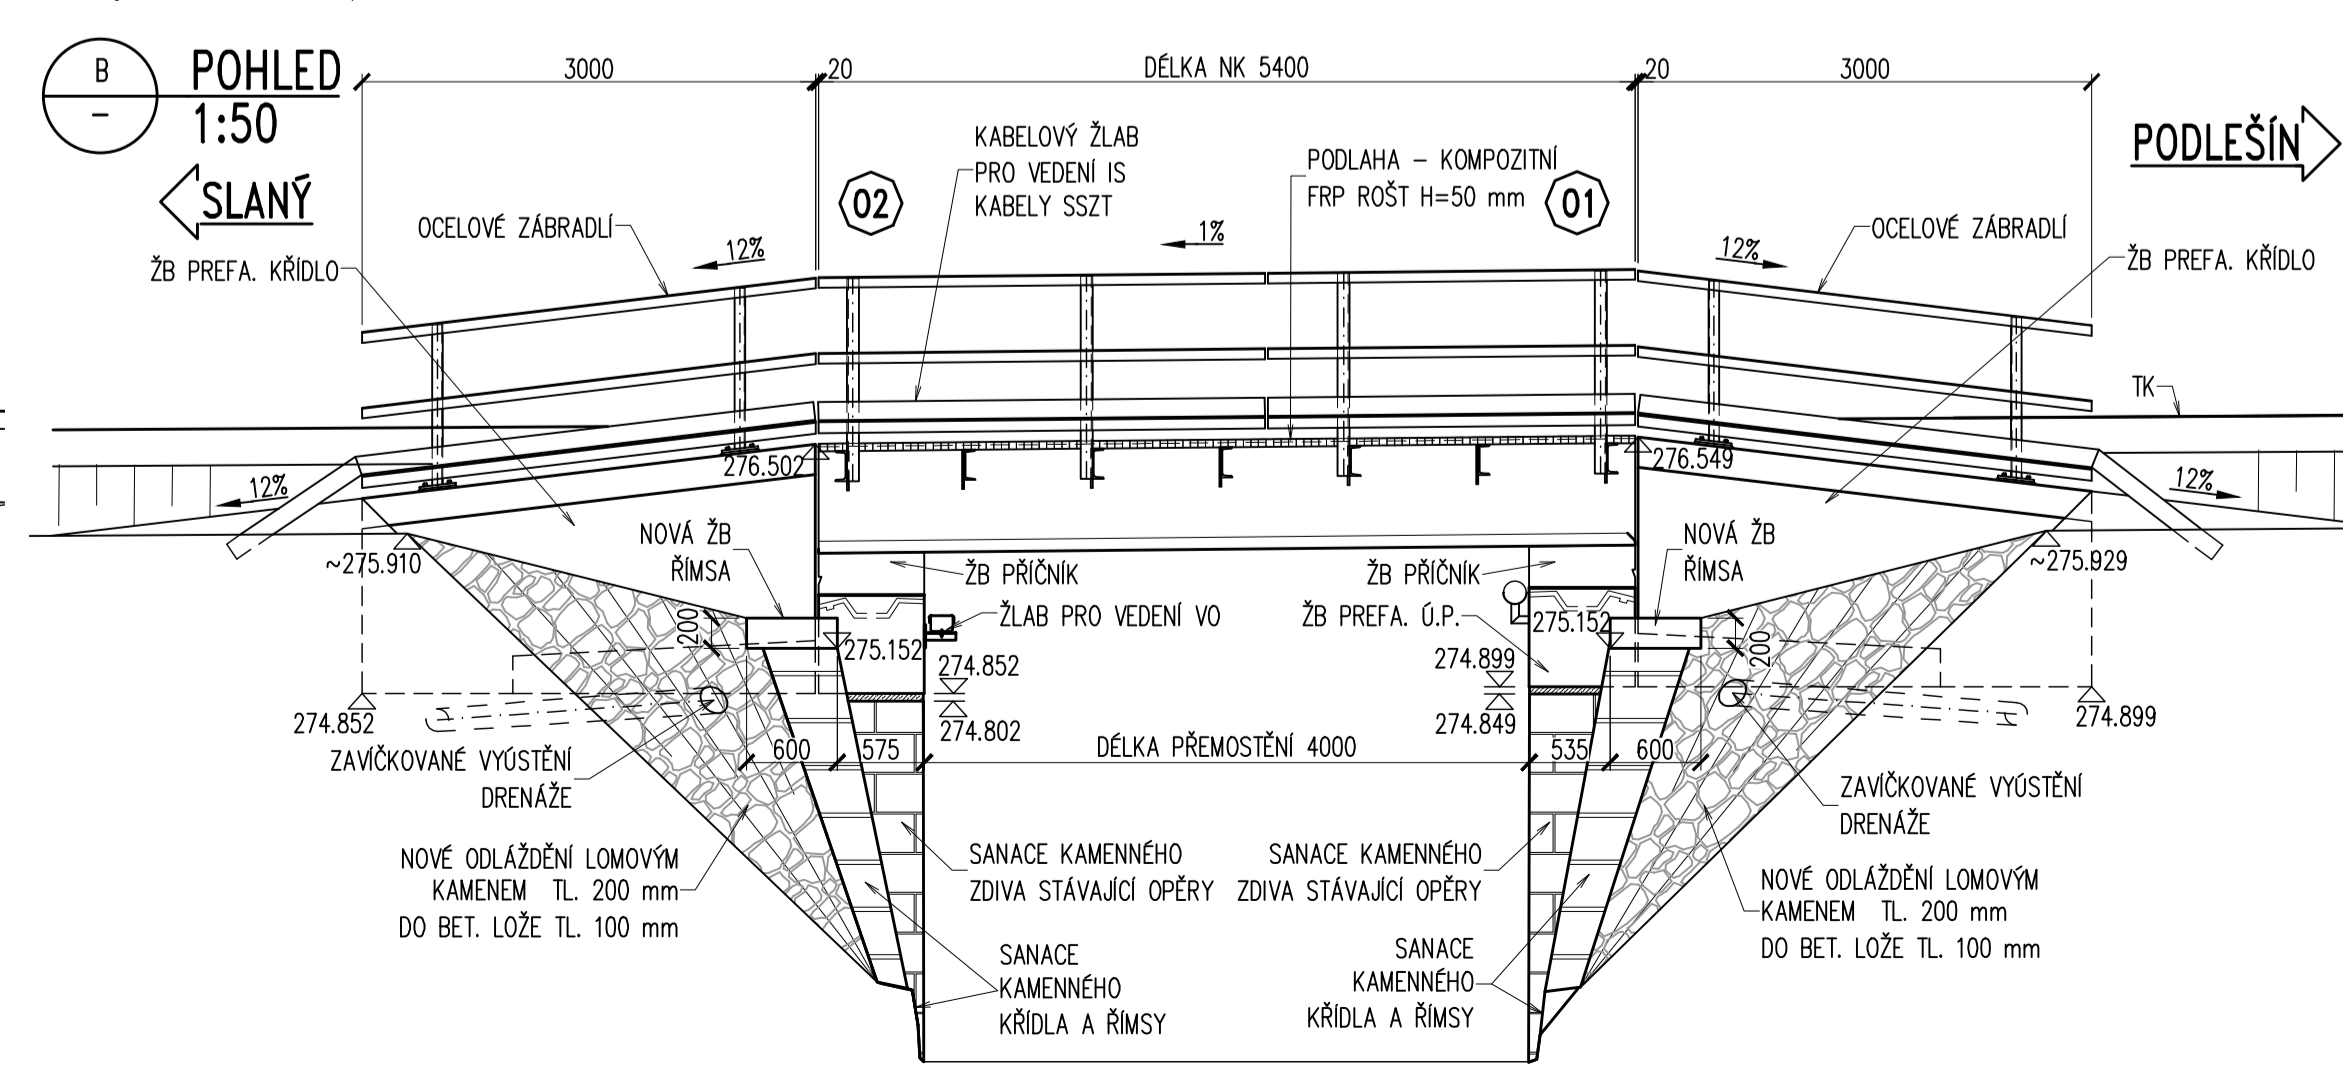 B
–
POHLED
1:50
3000
20
DÉLKA NK 5400
20
3000
SLANÝ
PODLEŠÍN
KABELOVÝ ŽLAB
PRO VEDENÍ IS
KABELY SSZT
PODLAHA – KOMPOZITNÍ
FRP ROŠT H=50 mm
O2
O1
OCELOVÉ ZÁBRADLÍ
ŽB PREFA. KŘÍDLO
12%
1%
12%
OCELOVÉ ZÁBRADLÍ
ŽB PREFA. KŘÍDLO
TK
276.502
276.549
12%
12%
NOVÁ ŽB
ŘÍMSA
NOVÁ ŽB
ŘÍMSA
~275.910
~275.929
ŽB PŘÍČNÍK
ŽB PŘÍČNÍK
ŽLAB PRO VEDENÍ VO
ŽB PREFA. Ú.P.
200
200
275.152
275.152
274.852
274.802
274.899
274.849
274.852
274.899
600
575
DÉLKA PŘEMOSTĚNÍ 4000
535
600
ZAVÍČKOVANÉ VYÚSTĚNÍ
DRENÁŽE
ZAVÍČKOVANÉ VYÚSTĚNÍ
DRENÁŽE
NOVÉ ODLÁŽDĚNÍ LOMOVÝM
KAMENEM TL. 200 mm
DO BET. LOŽE TL. 100 mm
SANACE KAMENNÉHO
ZDIVA STÁVAJÍCÍ OPĚRY
SANACE KAMENNÉHO
ZDIVA STÁVAJÍCÍ OPĚRY
NOVÉ ODLÁŽDĚNÍ LOMOVÝM
KAMENEM TL. 200 mm
DO BET. LOŽE TL. 100 mm
SANACE
KAMENNÉHO
KŘÍDLA A ŘÍMSY
SANACE
KAMENNÉHO
KŘÍDLA A ŘÍMSY